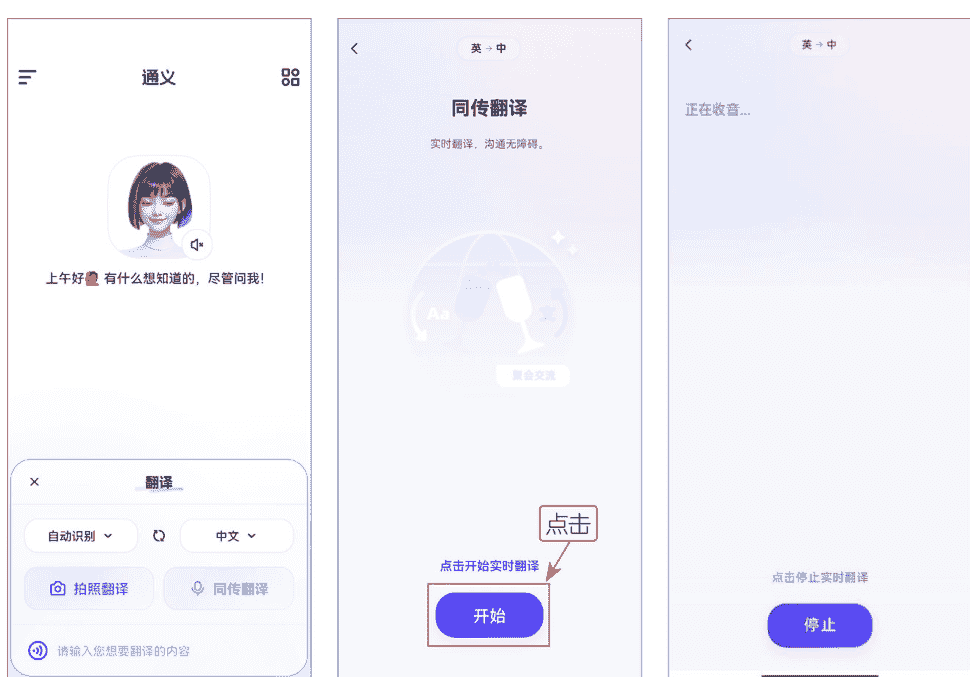 通义
上午好 有什么想知道的，尽管问我！
翻译
自动识别
中文
拍照翻译
同传翻译
请输入您想要翻译的内容
英→中
同传翻译
实时翻译，沟通无障碍。
Aa
文
聚会交流
点击
点击开始实时翻译
开始
英→中
正在收音...
点击停止实时翻译
停止